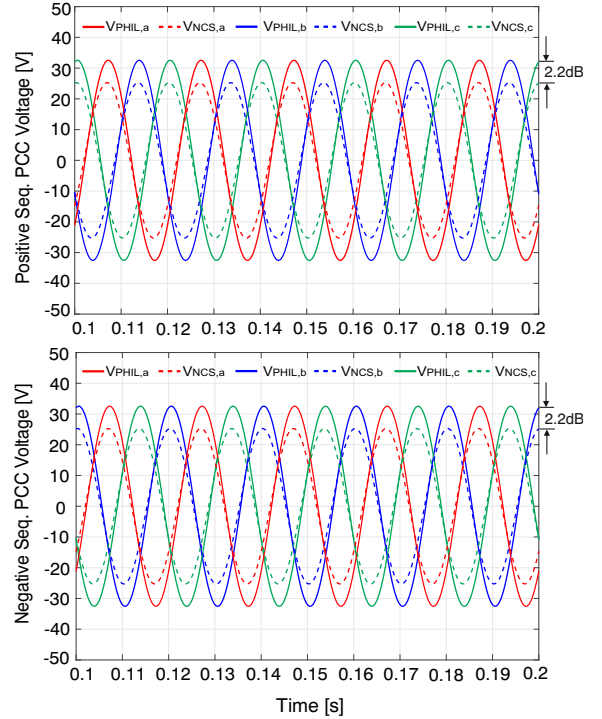 50
VPHIL,a VNCS,a VPHIL,b VNCS,b VPHIL,c VNCS,c
40
30
20
10
0
-10
-20
-30
-40
50
Positive Seq. PCC Voltage [V]
2.2dB
0.1 0.11 0.12 0.13 0.14 0.15 0.16 0.17 0.18 0.19 0.2
50
VPHIL,a VNCS,a VPHIL,b VNCS,b VPHIL,c VNCS,c
40
30
20
10
0
-10
-20
-30
-40
-50
Negative Seq. PCC Voltage [V]
2.2dB
0.1 0.11 0.12 0.13 0.14 0.15 0.16 0.17 0.18 0.19 0.2
Time [s]